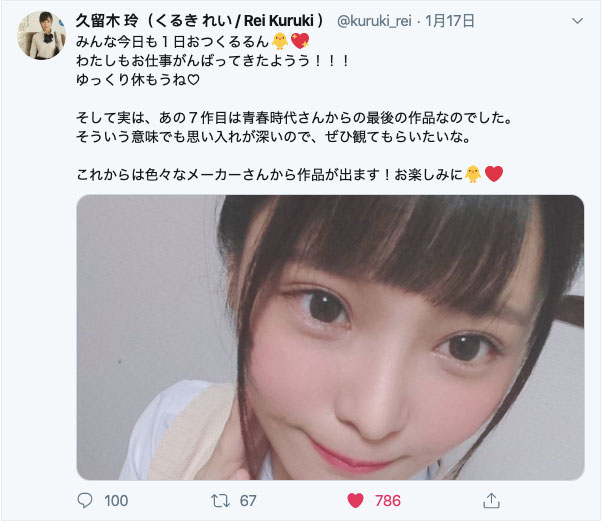 久留木 玲（くるき れい / Rei Kuruki ） @kuruki_rei · 1月17日
みんな今日も１日おつくるるん🐥💖
わたしもお仕事がんばってきたようう！！！
ゆっくり休もうね♡
そして実は、あの７作目は青春時代さんからの最後の作品なのでした。
そういう意味でも思い入れが深いので、ぜひ観てもらいたいな。
これからは色々なメーカーさんから作品が出ます！お楽しみに🐥❤️
100 67 786